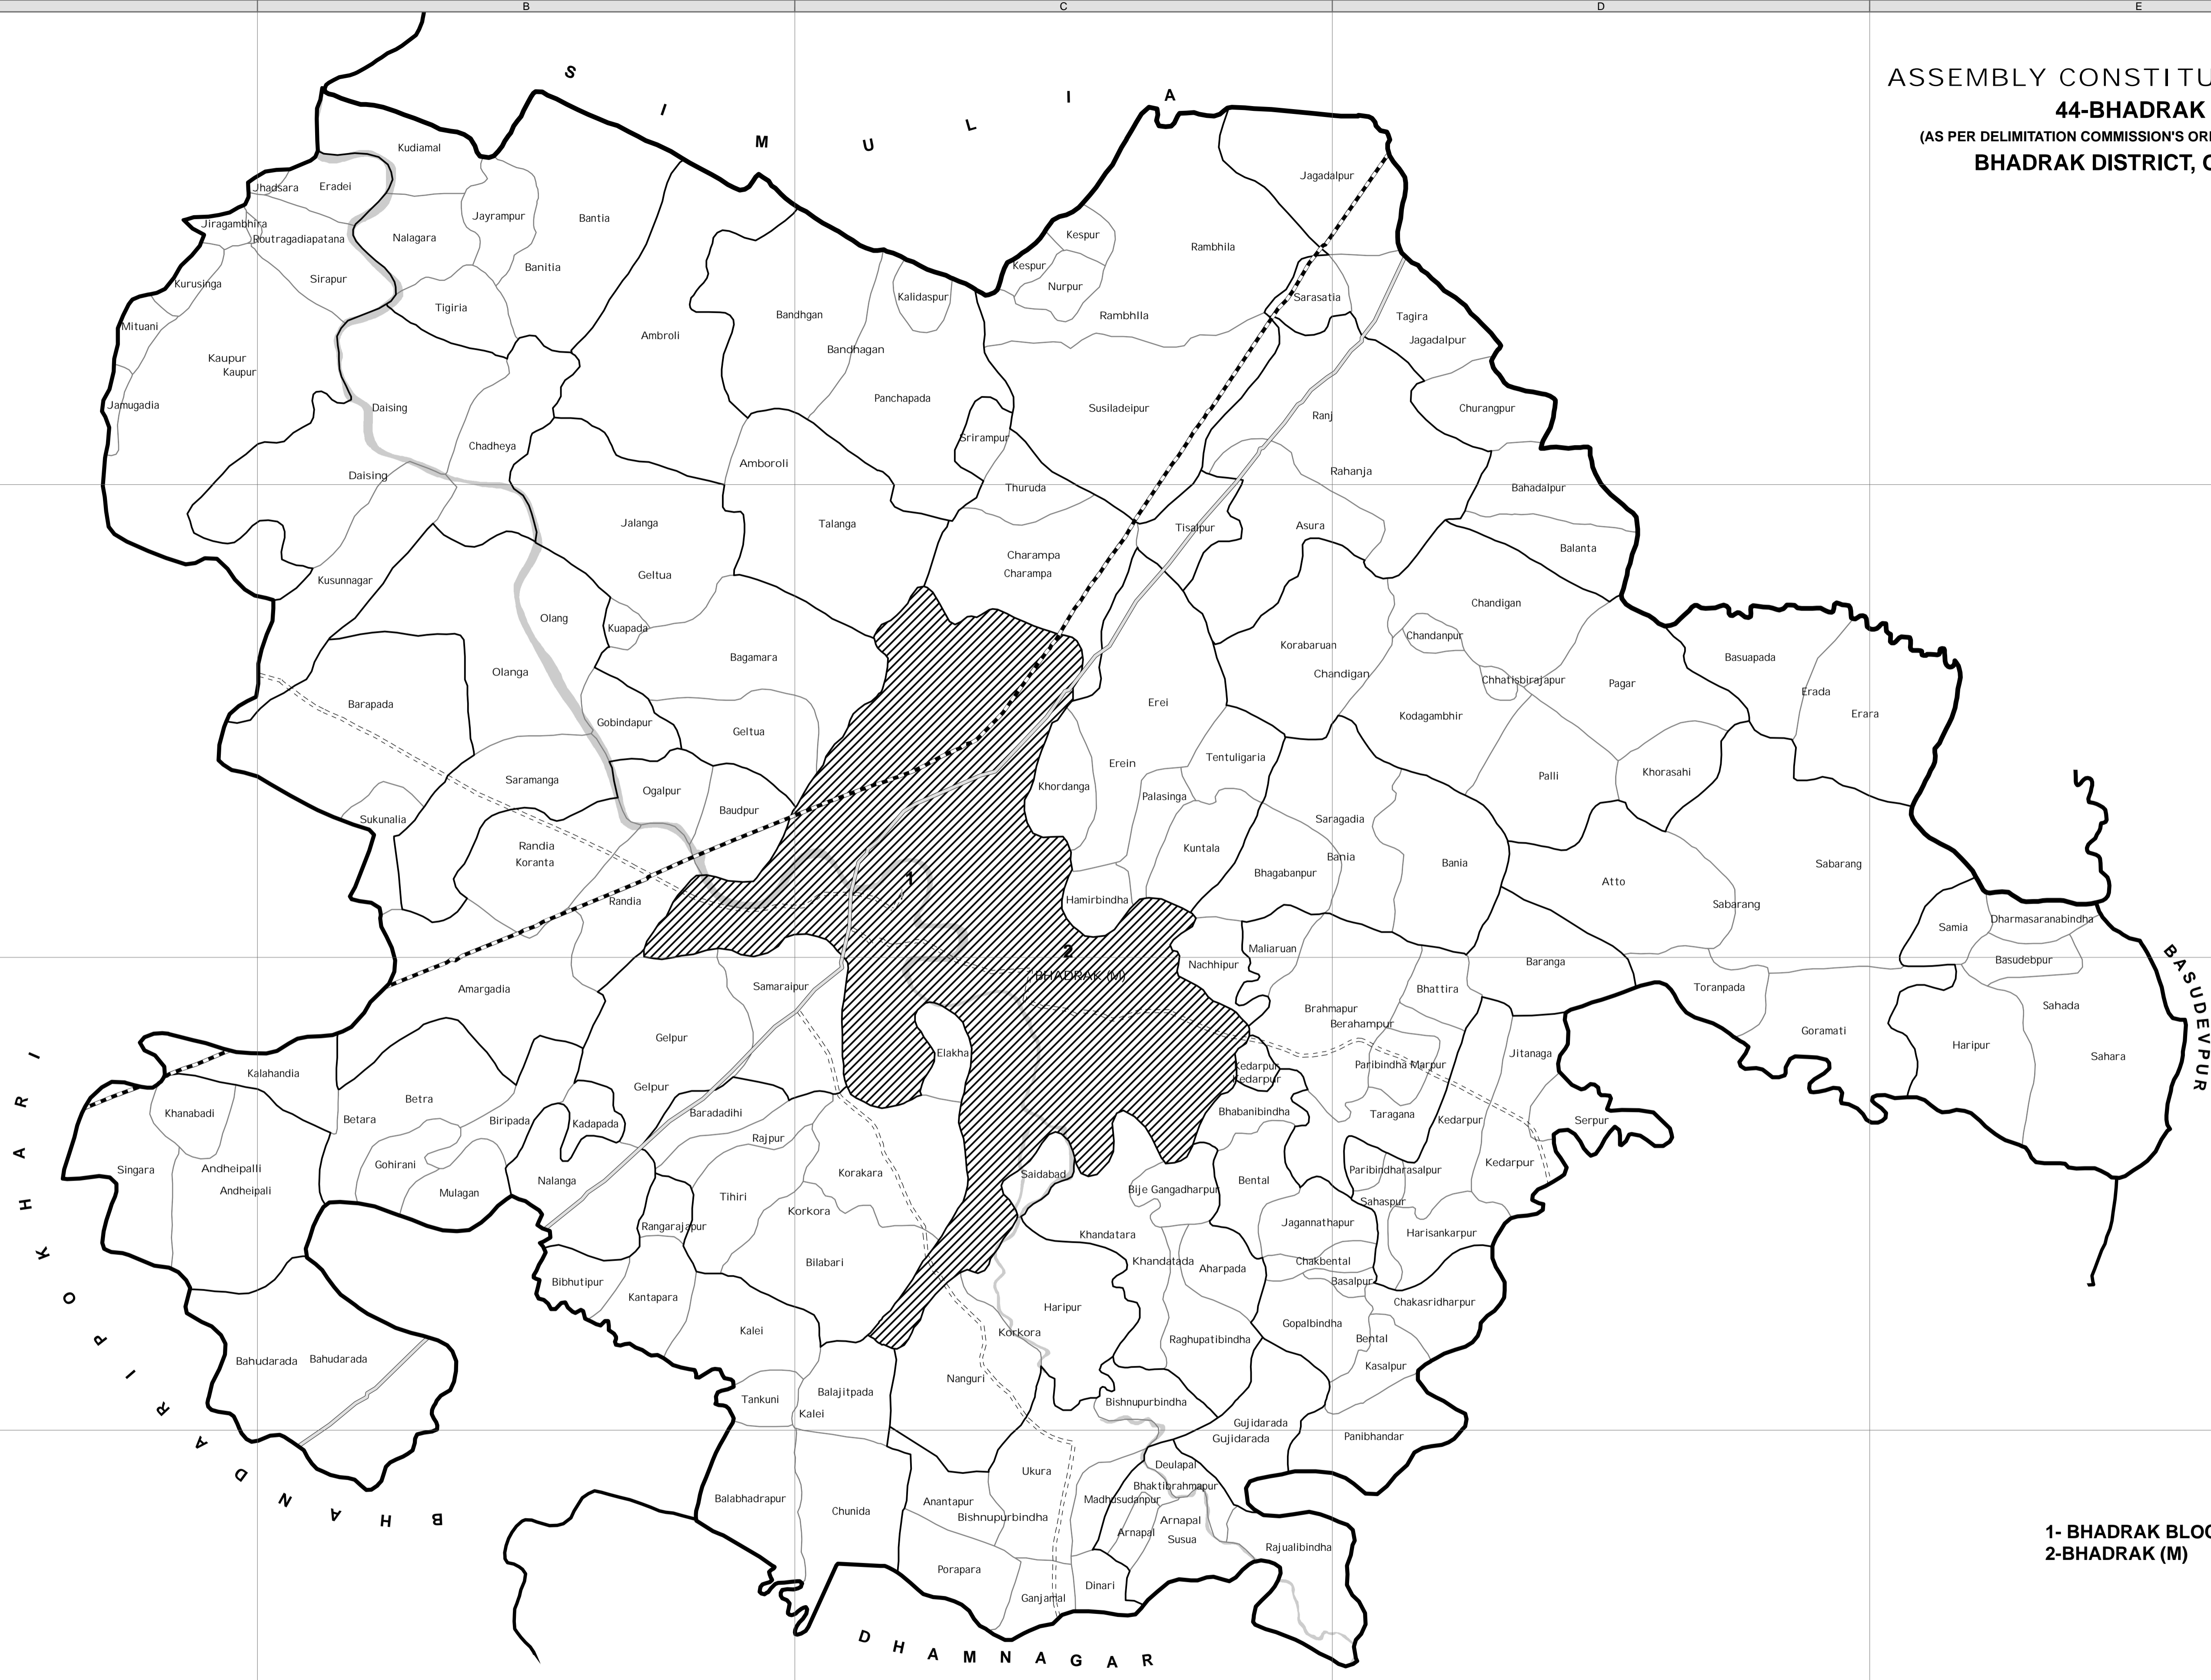 B C D E
ASSEMBLY CONSTITU
44-BHADRAK
(AS PER DELIMITATION COMMISSION'S ORI
BHADRAK DISTRICT, O
SIMULIA
Kudiamal
Jhadsara
Eradei
Jagadalpur
Jiragambhira
Routragadiapatana
Jayrampur
Bantia
Nalagara
Kespur
Rambhila
Banitia
Kespur
Sirapur
Kurusinga
Nurpur
Kalidaspur
Sarasatia
Tigiria
Bandhgan
Rambhlla
Tagira
Mituani
Ambroli
Jagadalpur
Bandhagan
Kaupur
Kaupur
Panchapada
Jamugadia
Daising
Susiladeipur
Churangpur
Ranj
Srirampur
Chadheya
Amboroli
Rahanja
Daising
Thuruda
Bahadalpur
Jalanga
Talanga
Tisalpur
Asura
Balanta
Charampa
Charampa
Geltua
Kusunnagar
Chandigan
Olang
Kuapada
Chandanpur
Korabaruan
Bagamara
Basuapada
Olanga
Chandigan
Chhatisbirajapur
Pagar
Erada
Barapada
Erei
Erara
Kodagambhir
Gobindapur
Geltua
Tentuligaria
Erein
Khorasahi
Palli
Saramanga
Khordanga
Ogalpur
Palasinga
Baudpur
Sukunalia
Saragadia
Randia
Kuntala
Bania
Koranta
Bania
Sabarang
Bhagabanpur
1
Atto
Randia
Hamirbindha
Sabarang
Dharmasaranabindha
Samia
Maliaruan
2
Basudebpur
Baranga
Nachhipur
BHADRAK (M)
Samaraipur
Toranpada
Amargadia
Bhattira
Sahada
Brahmapur
Berahampur
Goramati
Gelpur
Haripur
Elakha
Jitanaga
Sahara
Kedarpur
Paribindha Marpur
Kalahandia
Kedarpur
Gelpur
Betra
Khanabadi
Baradadihi
Bhabanibindha
Taragana
Betara
Biripada
Kadapada
Kedarpur
Serpur
Rajpur
Gohirani
Kedarpur
Singara
Andheipalli
Paribindharasalpur
Korakara
Saidabad
Nalanga
Bental
Andheipali
Mulagan
Bije Gangadharpur
Tihiri
Sahaspur
Korkora
Rangarajapur
Jagannathapur
Khandatara
Harisankarpur
Bilabari
Khandatada
Chakbental
Aharpada
Bibhutipur
Basalpur
Kantapara
Chakasridharpur
Haripur
Gopalbindha
Kalei
Korkora
Raghupatibindha
Bental
Bahudarada
Bahudarada
Kasalpur
Nanguri
Balajitpada
Tankuni
Bishnupurbindha
Kalei
Gujidarada
Gujidarada
Panibhandar
Deulapal
Ukura
Bhaktibrahmapur
Balabhadrapur
Anantapur
Madhusudanpur
Chunida
Bishnupurbindha
Arnapal
Arnapal
Susua
Rajualibindha
Porapara
Dinari
Ganjamal
BASUDEVPUR
BHANDARIPOKHARI
DHAMNAGAR
1- BHADRAK BLOC
2-BHADRAK (M)